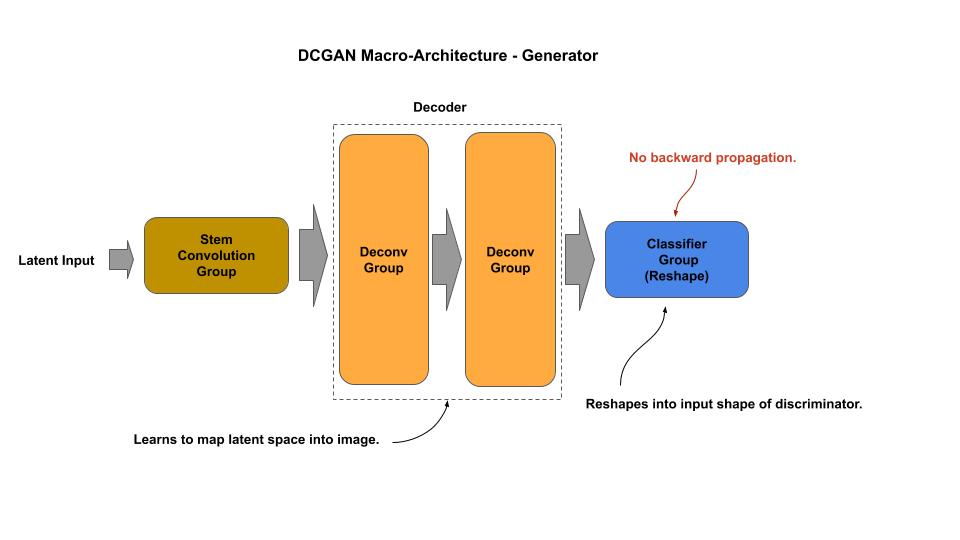 DCGAN Macro-Architecture - Generator
Decoder
No backward propagation.
Latent Input
Stem
Convolution
Group
Deconv
Group
Deconv
Group
Classifier
Group
(Reshape)
Reshapes into input shape of discriminator.
Learns to map latent space into image.